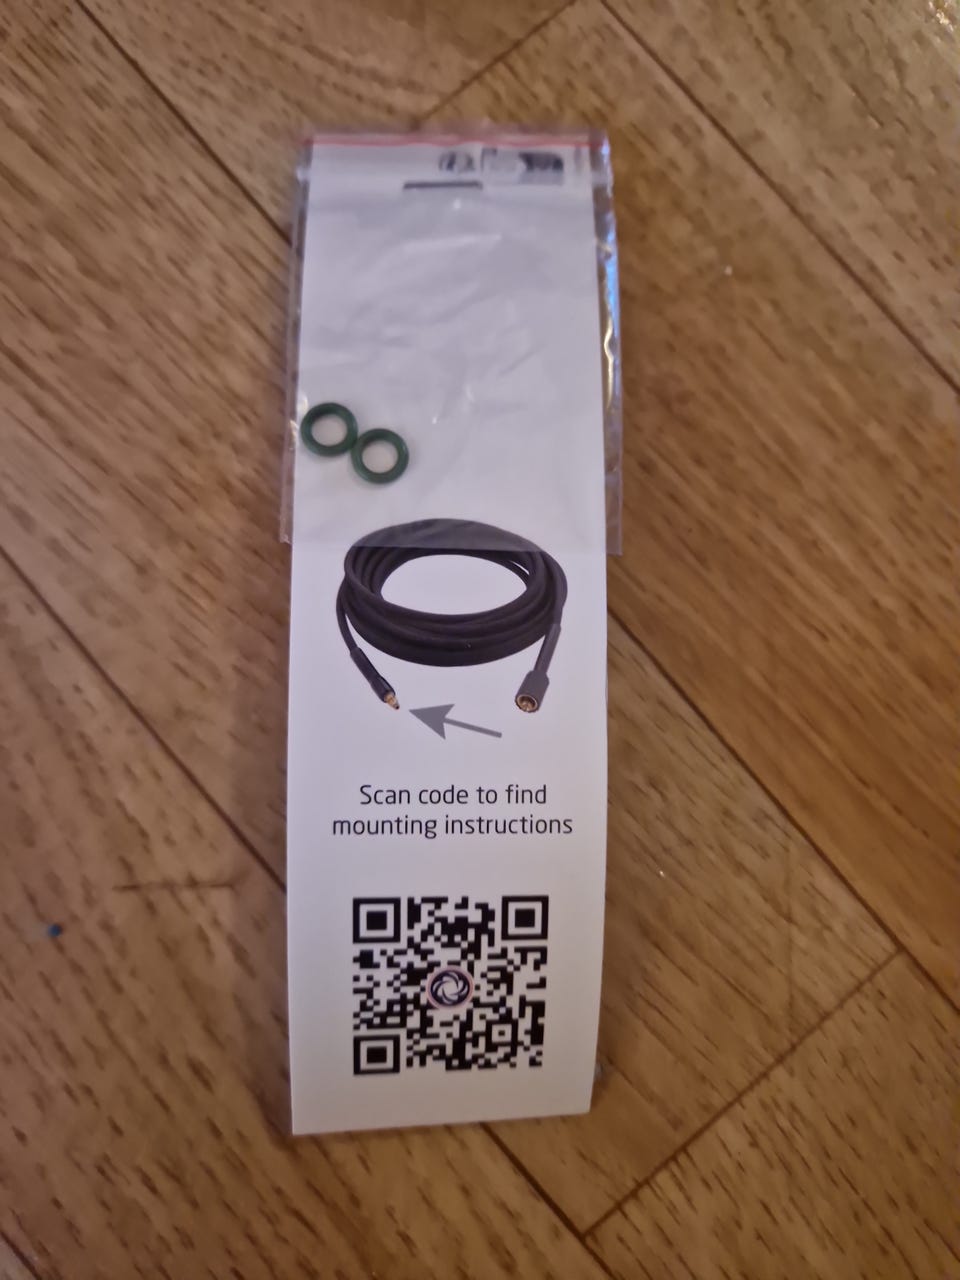 Scan code to find
mounting instructions